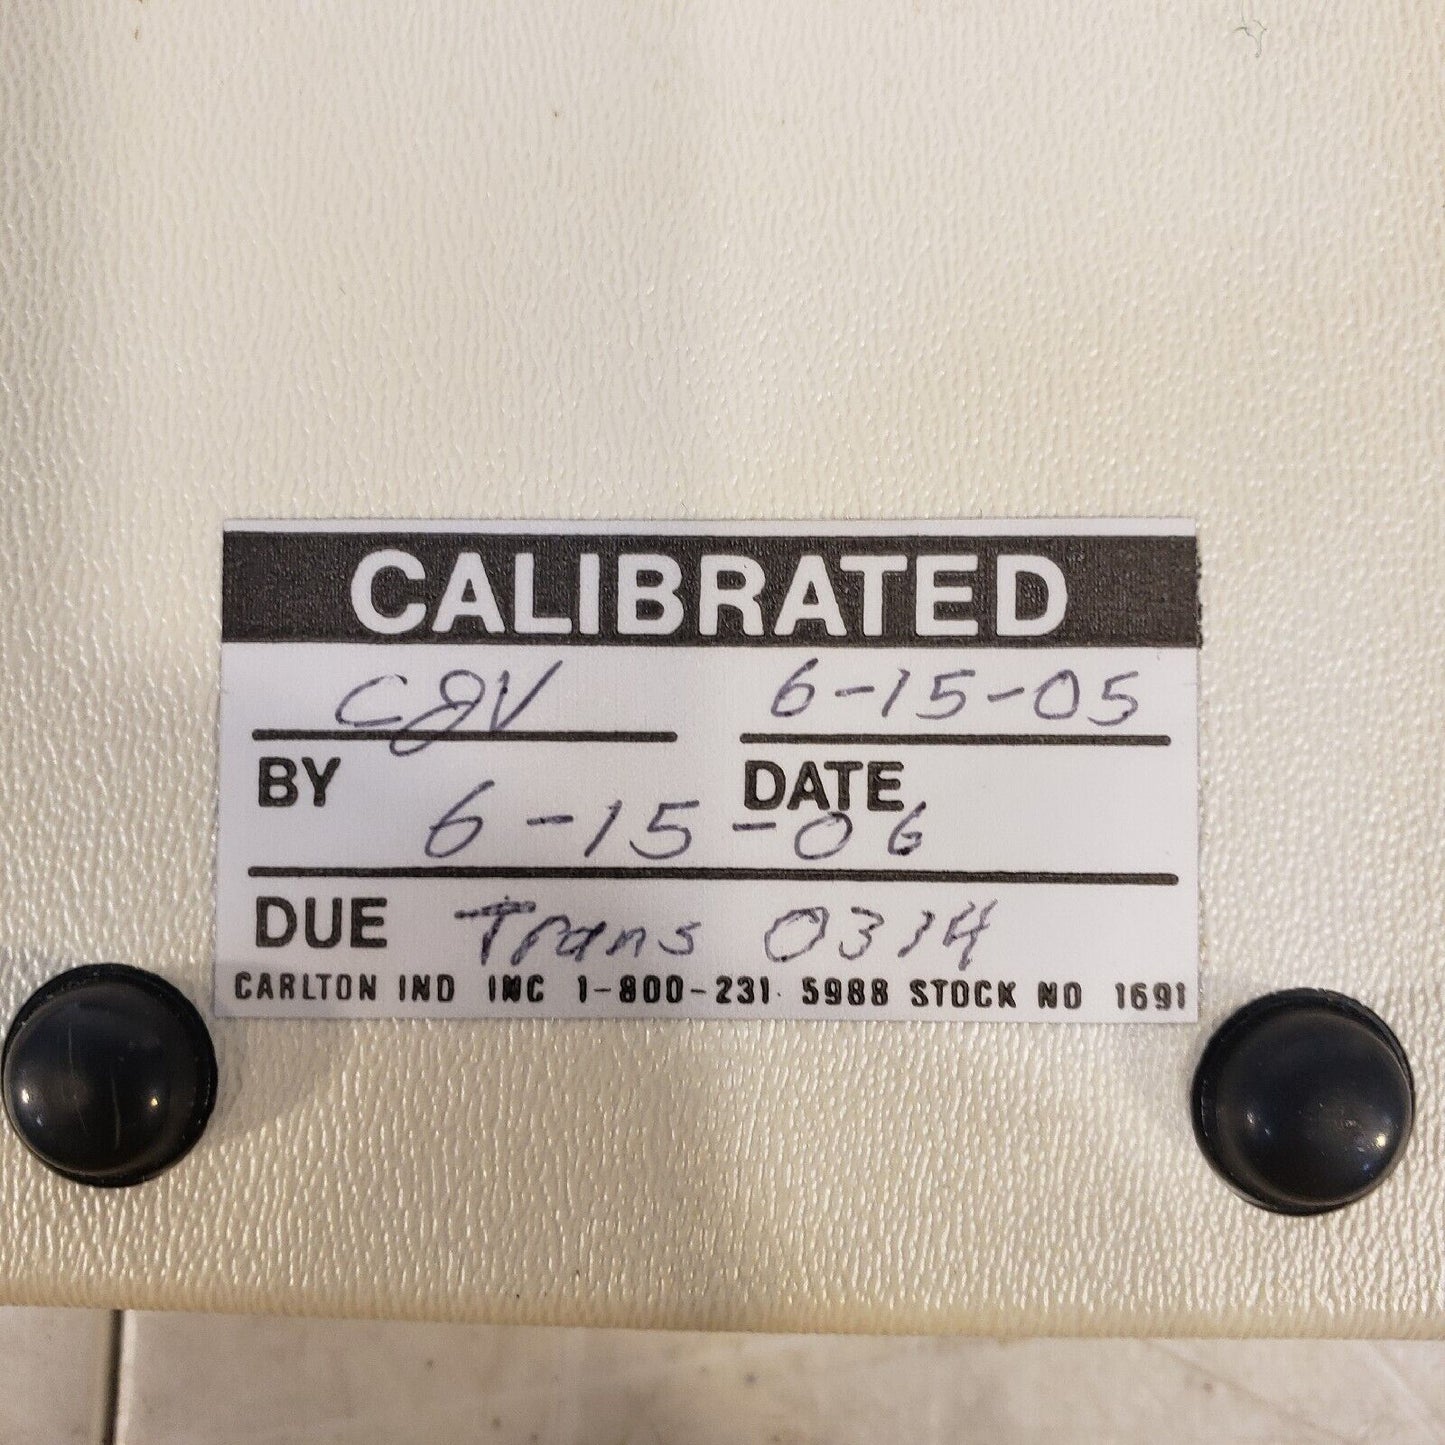 CALIBRATED
CJV 6-15-05
BY DATE
6-15-06
DUE Trans 0314
CARLTON IND INC 1-800-231-5988 STOCK NO 1691